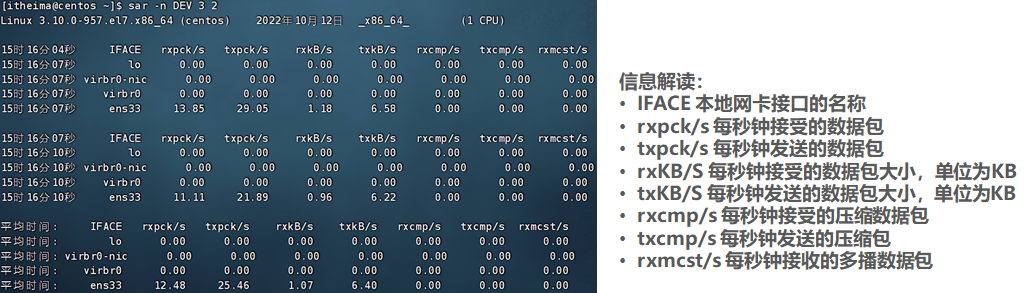 [itheima@centos ~]$ sar -n DEV 3 2
Linux 3.10.0-957.el7.x86_64 (centos) 2022年10月12日 _x86_64_ (1 CPU)
15时16分04秒 IFACE rxpck/s txpck/s rxkB/s txkB/s rxcmp/s txcmp/s rxmcst/s
15时16分07秒 lo 0.00 0.00 0.00 0.00 0.00 0.00 0.00
15时16分07秒 virbr0-nic 0.00 0.00 0.00 0.00 0.00 0.00 0.00
15时16分07秒 virbr0 0.00 0.00 0.00 0.00 0.00 0.00 0.00
15时16分07秒 ens33 13.85 29.05 1.18 6.58 0.00 0.00 0.00
15时16分07秒 IFACE rxpck/s txpck/s rxkB/s txkB/s rxcmp/s txcmp/s rxmcst/s
15时16分10秒 lo 0.00 0.00 0.00 0.00 0.00 0.00 0.00
15时16分10秒 virbr0-nic 0.00 0.00 0.00 0.00 0.00 0.00 0.00
15时16分10秒 virbr0 0.00 0.00 0.00 0.00 0.00 0.00 0.00
15时16分10秒 ens33 11.11 21.89 0.96 6.22 0.00 0.00 0.00
平均时间: IFACE rxpck/s txpck/s rxkB/s txkB/s rxcmp/s txcmp/s rxmcst/s
平均时间: lo 0.00 0.00 0.00 0.00 0.00 0.00 0.00
平均时间: virbr0-nic 0.00 0.00 0.00 0.00 0.00 0.00 0.00
平均时间: virbr0 0.00 0.00 0.00 0.00 0.00 0.00 0.00
平均时间: ens33 12.48 25.46 1.07 6.40 0.00 0.00 0.00
信息解读：
• IFACE 本地网卡接口的名称
• rxpck/s 每秒钟接受的数据包
• txpck/s 每秒钟发送的数据包
• rxKB/S 每秒钟接受的数据包大小，单位为KB
• txKB/S 每秒钟发送的数据包大小，单位为KB
• rxcmp/s 每秒钟接受的压缩数据包
• txcmp/s 每秒钟发送的压缩包
• rxmcst/s 每秒钟接收的多播数据包